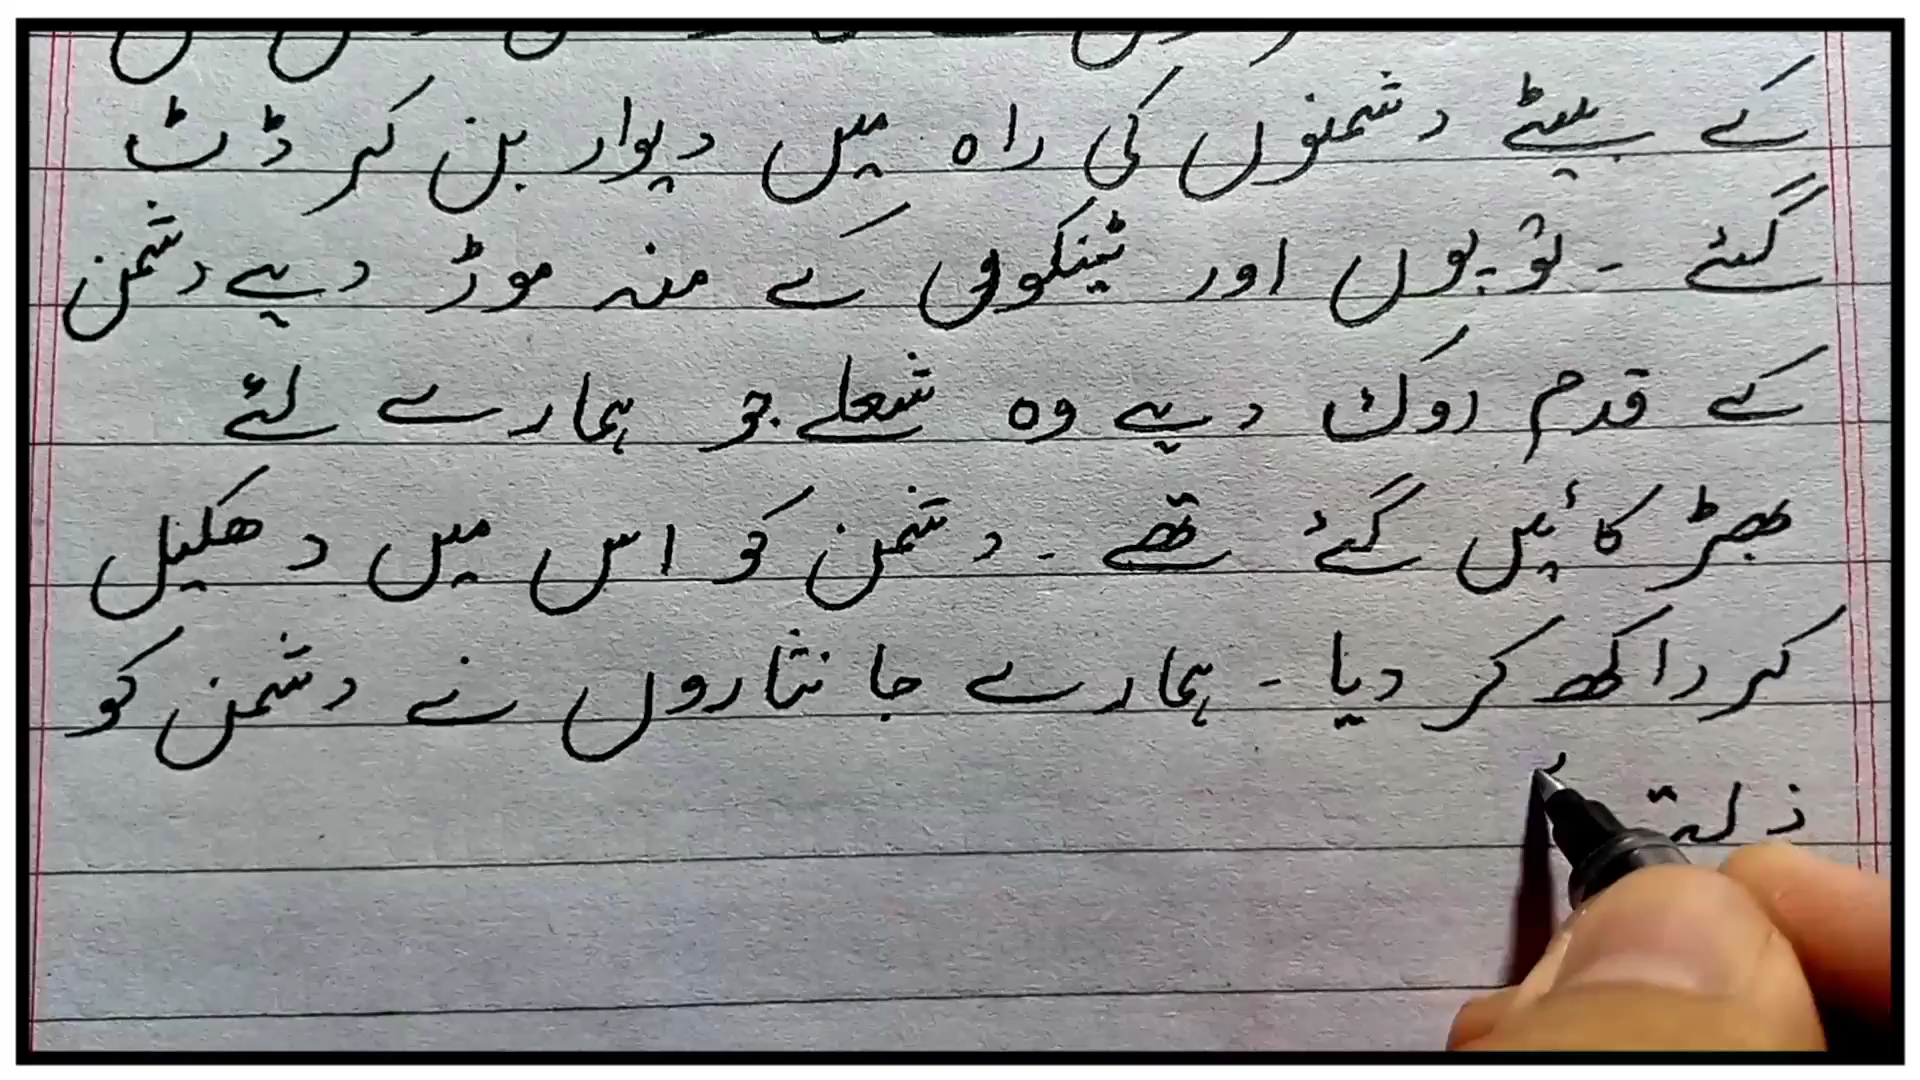 کے بیٹے دشمنوں کی راہ میں دیوار بن کر ڈٹ
گئے ۔ توپوں اور ٹینکوں کے منہ موڑ دیے دشمن
کے قدم روک دیے وہ شعلے جو ہمارے لئے
بھڑکائیں گئے تھے ۔ دشمن کو اس میں دھکیل
کر راکھ کر دیا ۔ ہمارے جانثاروں نے دشمن کو
ذلت